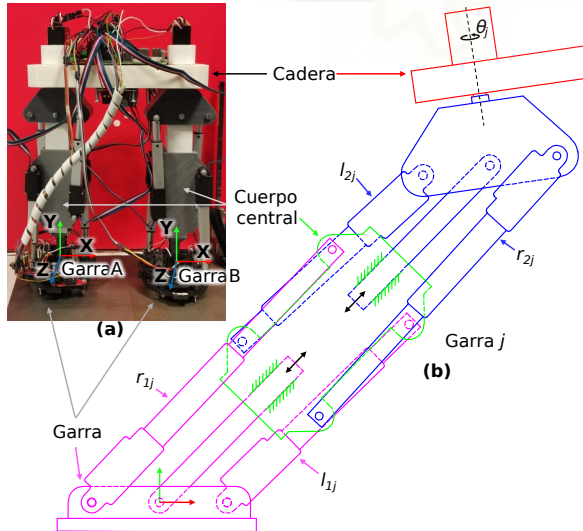 θj
Cadera
l2j
Cuerpo
central
r2j
Y
X
Z
GarraA
Y
X
Z
GarraB
(a)
Garra j
(b)
r1j
Garra
l1j